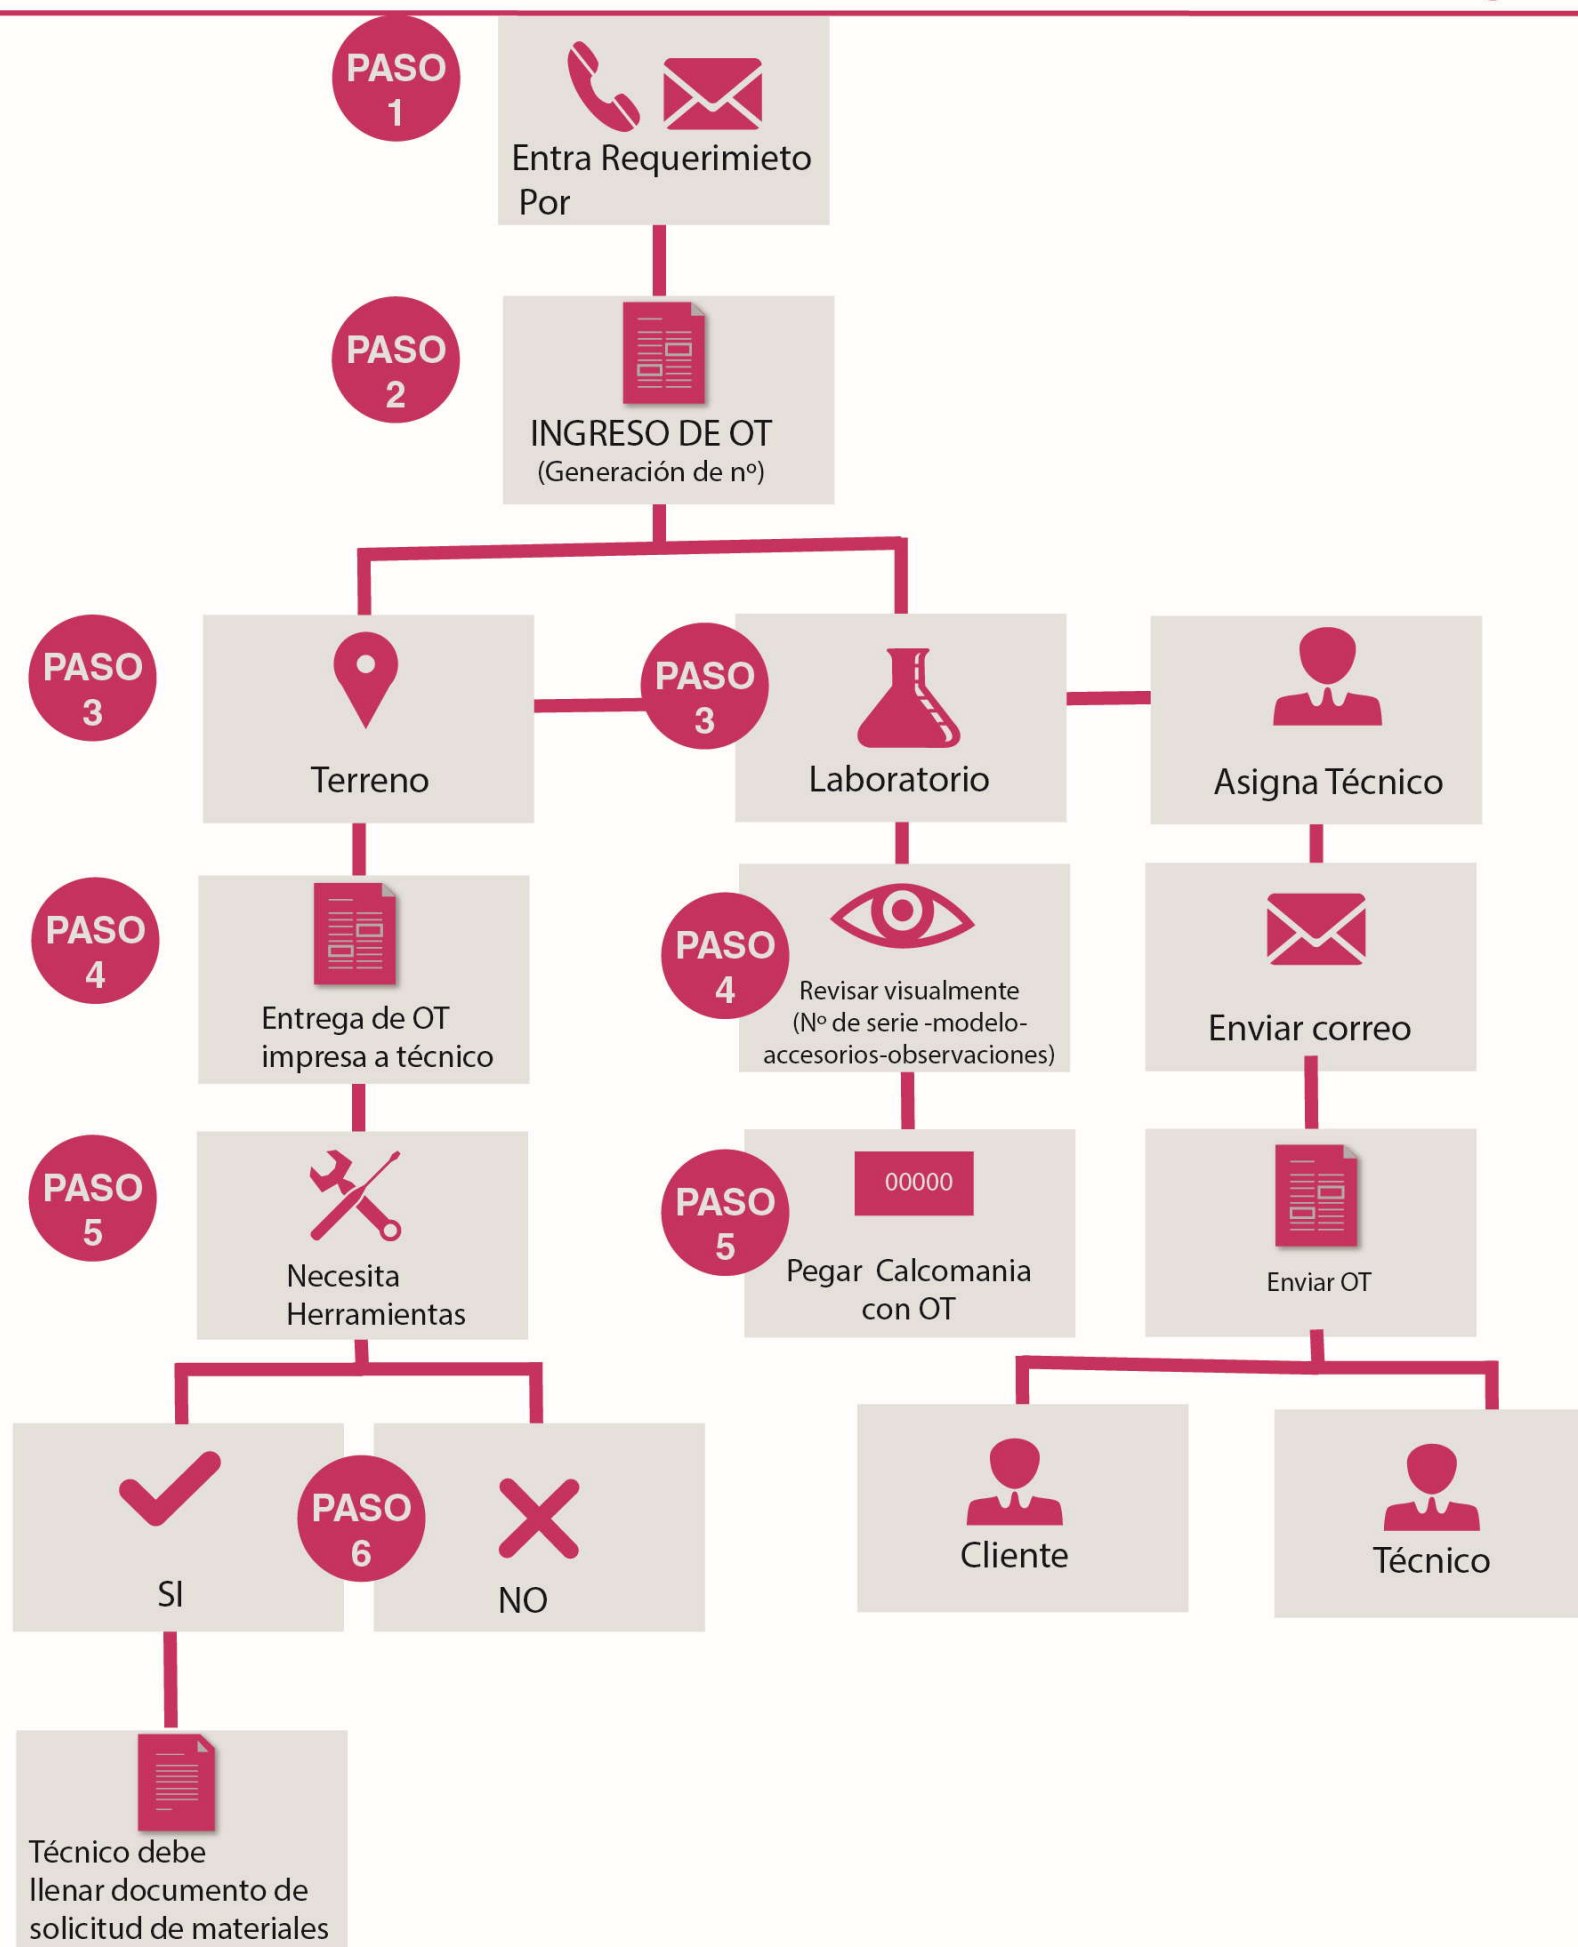 PASO
1
Entra Requerimieto
Por
PASO
2
INGRESO DE OT
(Generación de nº)
PASO
3
Terreno
PASO
3
Laboratorio
Asigna Técnico
PASO
4
Entrega de OT
impresa a técnico
PASO
4
Revisar visualmente
(Nº de serie -modelo-
accesorios-observaciones)
Enviar correo
PASO
5
Necesita
Herramientas
PASO
5
00000
Pegar Calcomania
con OT
Enviar OT
SI
PASO
6
NO
Cliente
Técnico
Técnico debe
llenar documento de
solicitud de materiales